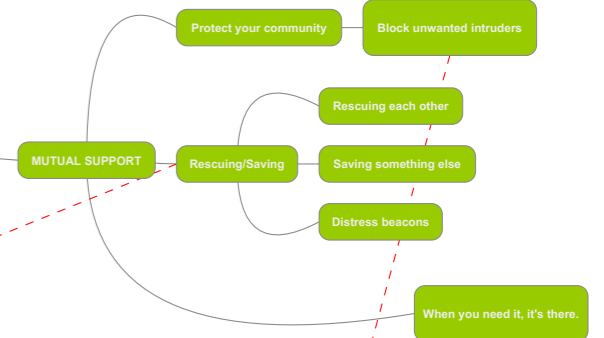 Protect your community
Block unwanted intruders
Rescuing each other
MUTUAL SUPPORT
Rescuing/Saving
Saving something else
Distress beacons
When you need it, it's there.